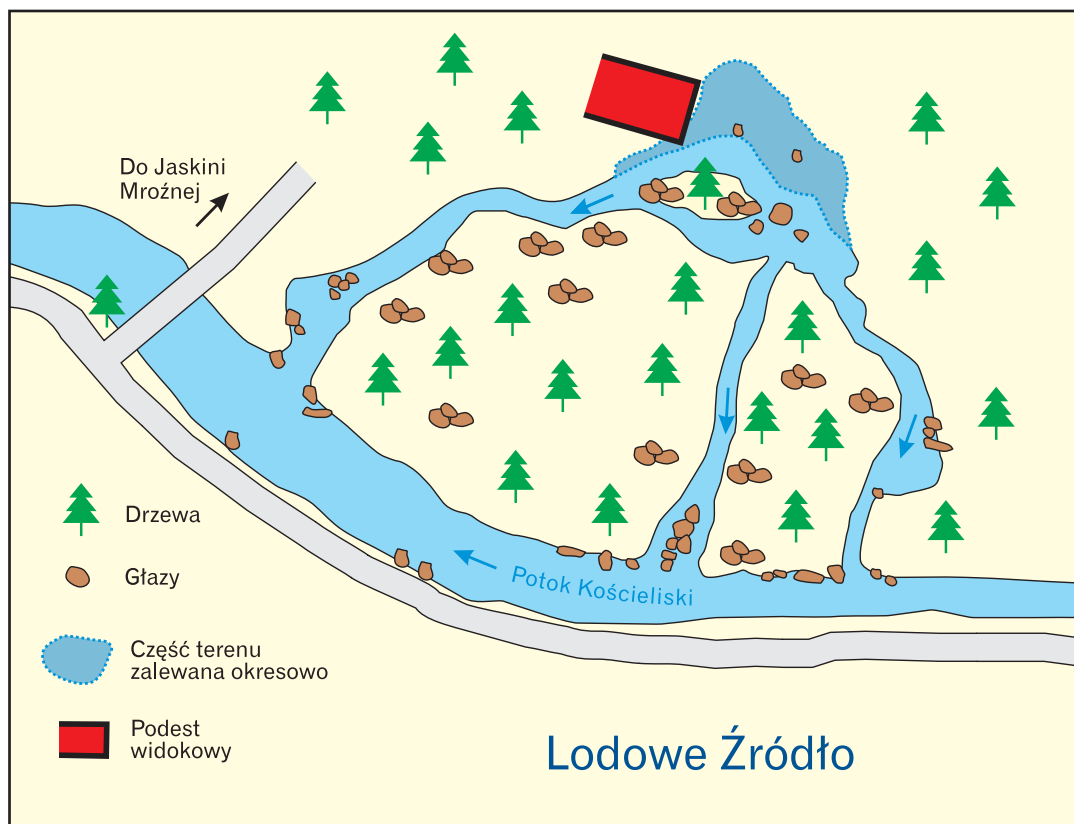 Do Jaskini
Mroźnej
Drzewa
Głazy
Potok Kościeliski
Część terenu
zalewana okresowo
Podest
widokowy
Lodowe Źródło